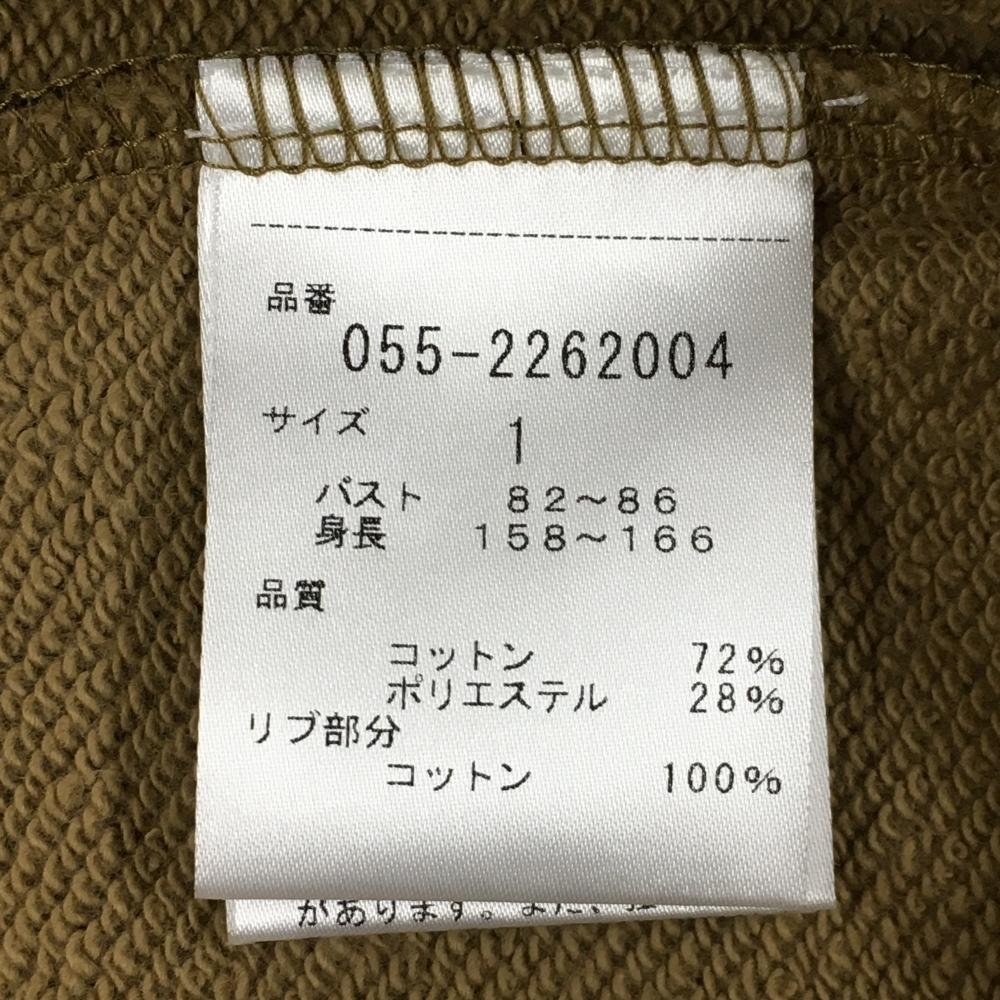 品番
055-2262004
サイズ 1
バスト 82～86
身長 158～166
品質
コットン 72%
ポリエステル 28%
リブ部分
コットン 100%
があります。また、